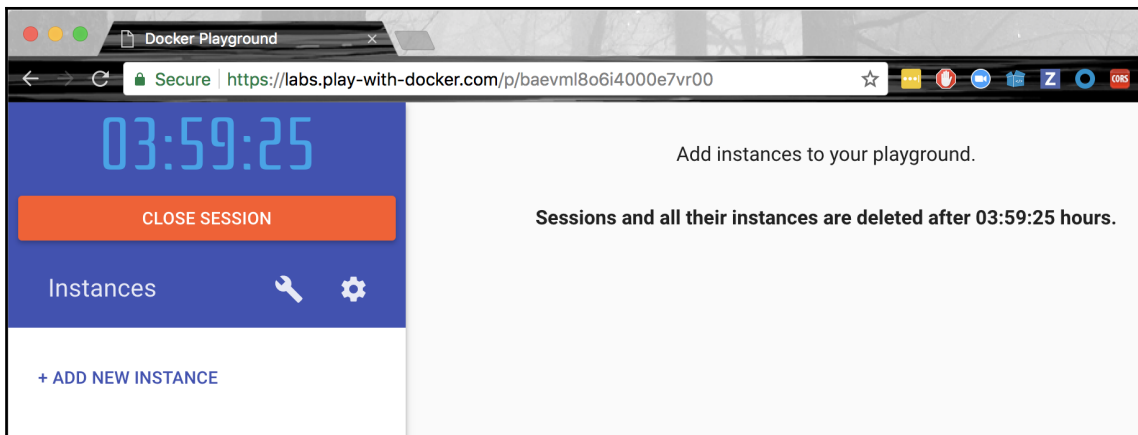 Docker Playground
Secure https://labs.play-with-docker.com/p/baevml8o6i4000e7vr00
Z
CORS
03:59:25
CLOSE SESSION
Instances
+ ADD NEW INSTANCE
Add instances to your playground.
Sessions and all their instances are deleted after 03:59:25 hours.